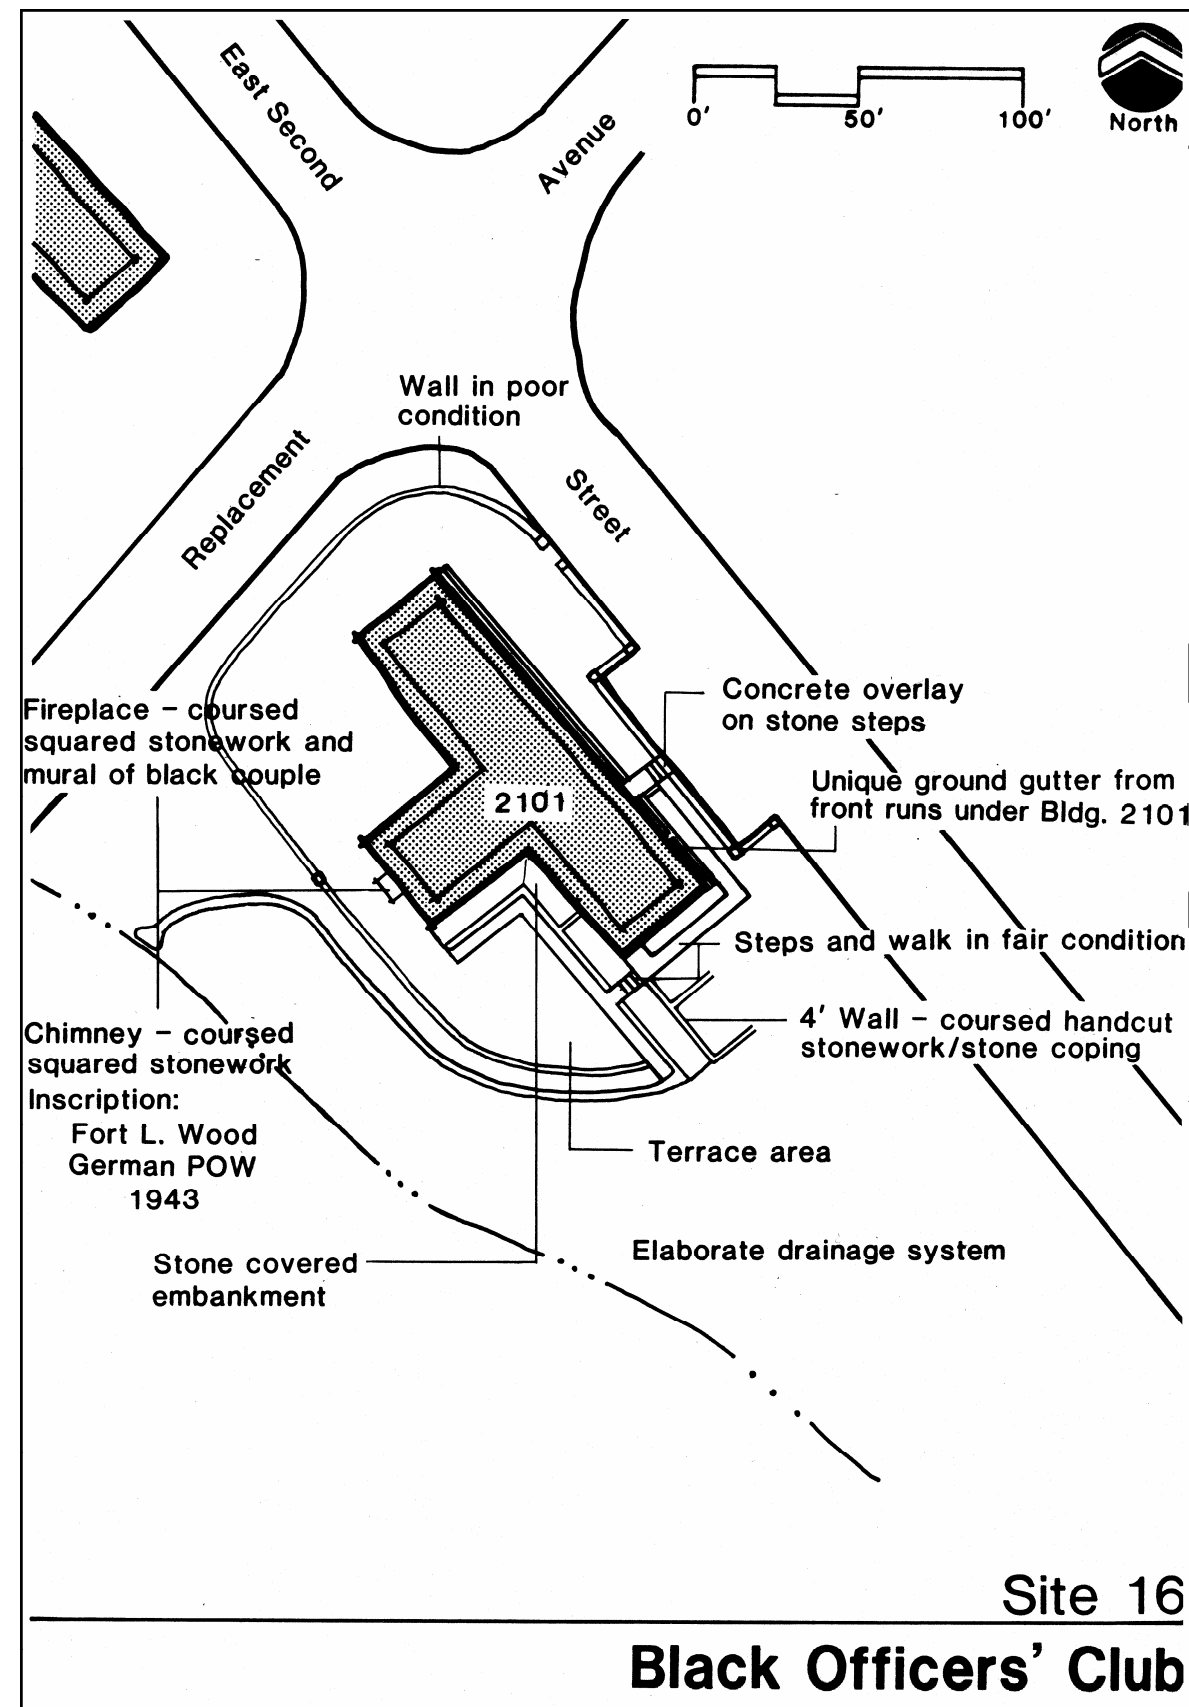 East Second
Avenue
0' 50' 100'
North
Wall in poor
condition
Replacement
Street
Concrete overlay
on stone steps
Fireplace - coursed
squared stonework and
mural of black couple
Unique ground gutter from
front runs under Bldg. 2101
2101
Steps and walk in fair condition
4' Wall - coursed handcut
stonework/stone coping
Chimney - coursed
squared stonework
Inscription:
Fort L. Wood
German POW
1943
Terrace area
Elaborate drainage system
Stone covered
embankment
Site 16
Black Officers' Club